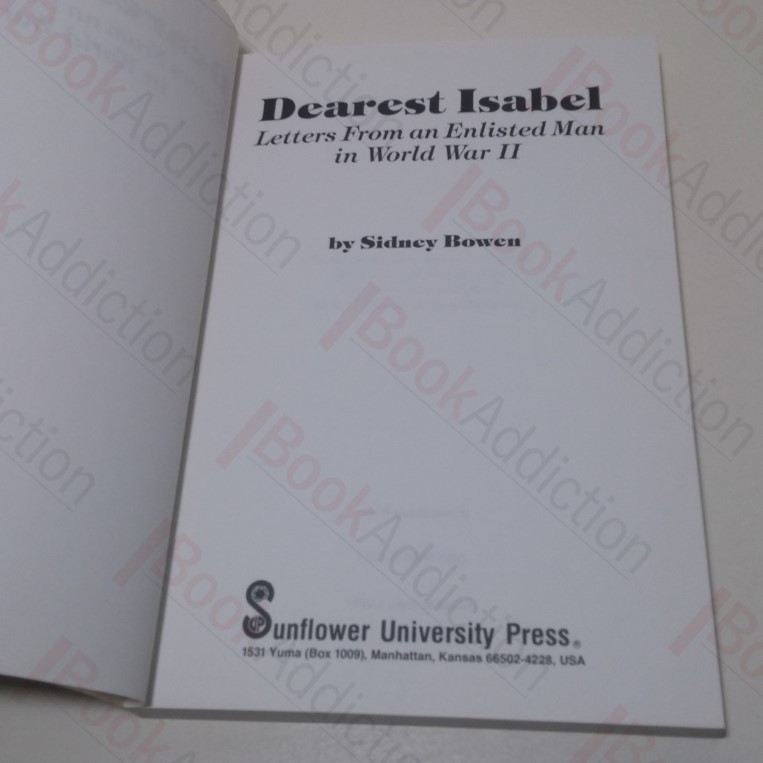 Dearest Isabel
Letters From an Enlisted Man
in World War II
by Sidney Bowen
Sunflower University Press®
1531 Yuma (Box 1009), Manhattan, Kansas 66502-4228, USA
BookAddiction